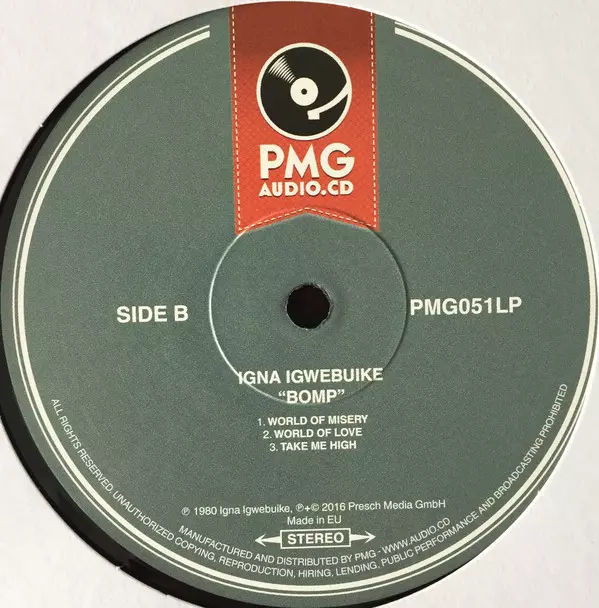 PMG
AUDIO.CD
SIDE B
PMG051LP
IGNA IGWEBUIKE
"BOMP"
1. WORLD OF MISERY
2. WORLD OF LOVE
3. TAKE ME HIGH
℗ 1980 Igna Igwebuike, ℗+© 2016 Presch Media GmbH
Made in EU
STEREO
MANUFACTURED AND DISTRIBUTED BY PMG - WWW.AUDIO.CD
ALL RIGHTS RESERVED. UNAUTHORIZED COPYING, REPRODUCTION, HIRING, LENDING, PUBLIC PERFORMANCE AND BROADCASTING PROHIBITED